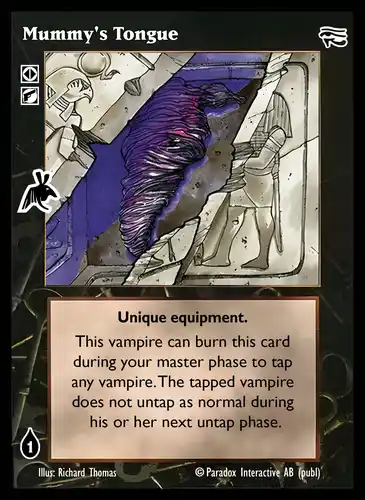 Mummy's Tongue
Unique equipment.
This vampire can burn this card
during your master phase to tap
any vampire.The tapped vampire
does not untap as normal during
his or her next untap phase.
1
Illus: Richard Thomas
© Paradox Interactive AB (publ)